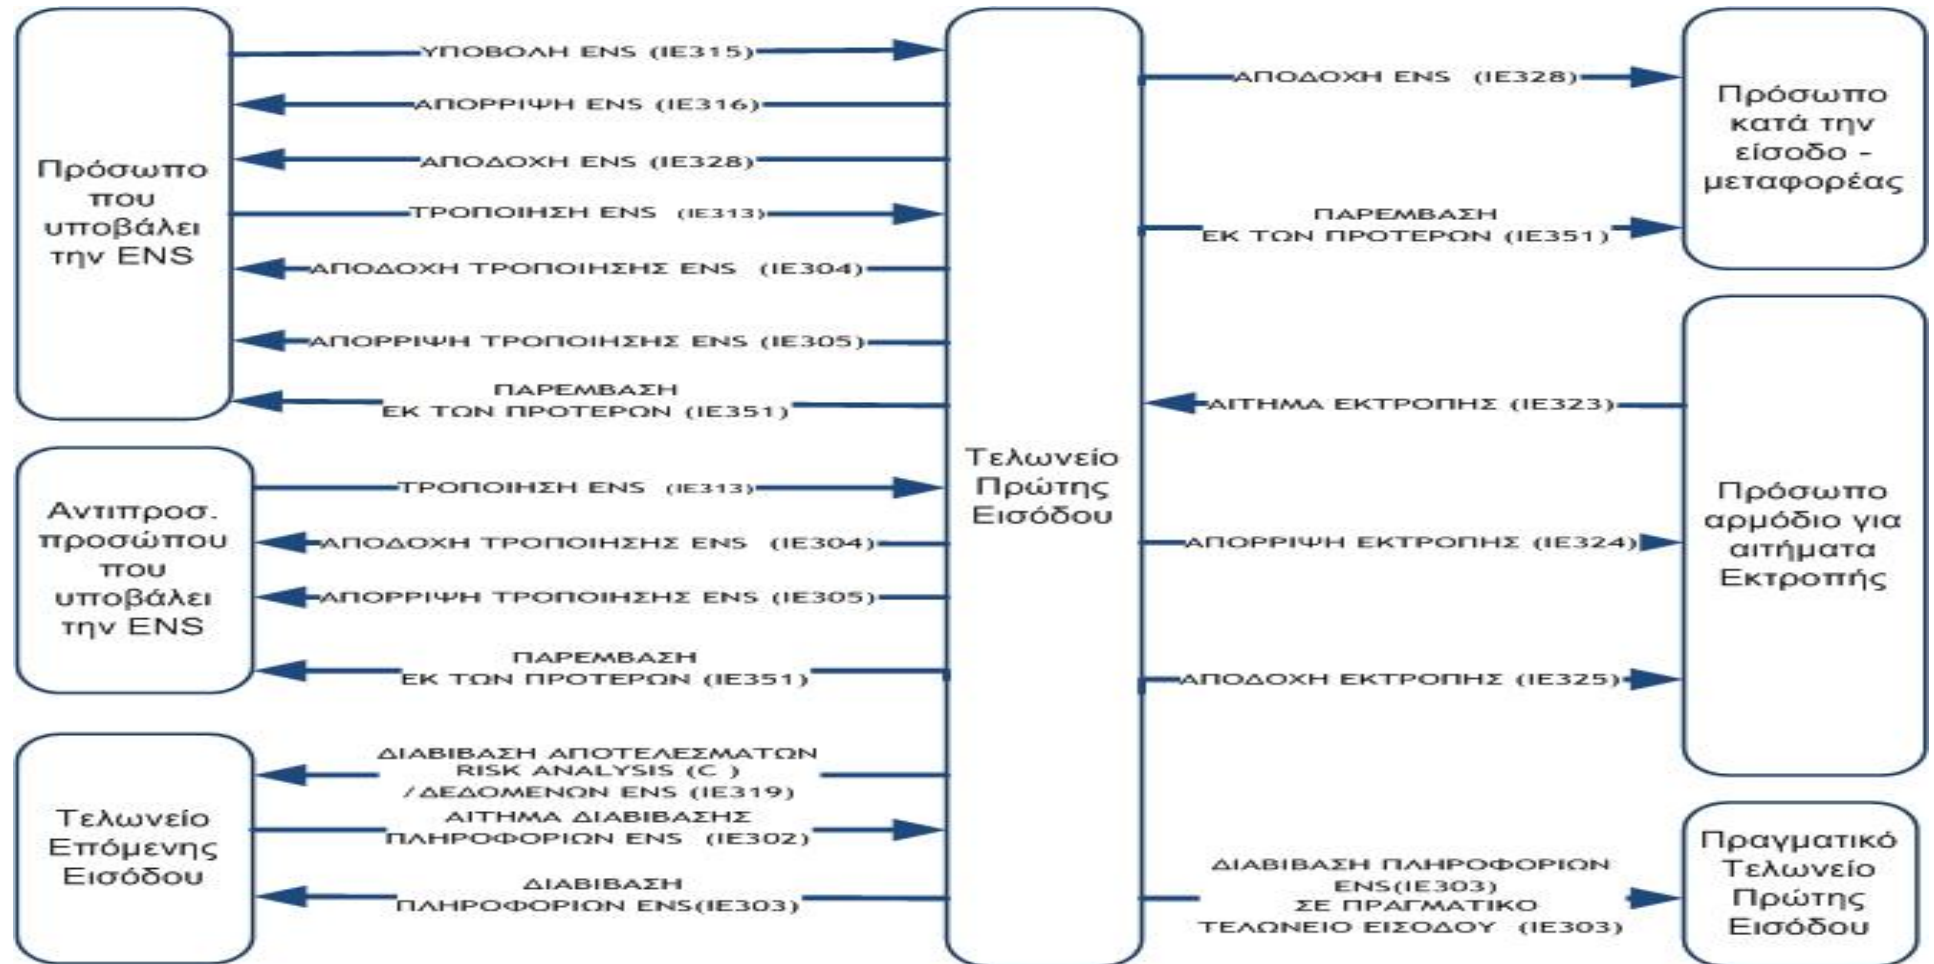 Πρόσωπο
που
υποβάλει
την ENS
ΥΠΟΒΟΛΗ ENS (IE315)
ΑΠΟΡΡΙΨΗ ENS (IE316)
ΑΠΟΔΟΧΗ ENS (IE328)
ΤΡΟΠΟΙΗΣΗ ENS (IE313)
ΑΠΟΔΟΧΗ ΤΡΟΠΟΙΗΣΗΣ ENS (IE304)
ΑΠΟΡΡΙΨΗ ΤΡΟΠΟΙΗΣΗΣ ENS (IE305)
ΠΑΡΕΜΒΑΣΗ
ΕΚ ΤΩΝ ΠΡΟΤΕΡΩΝ (IE351)
Αντιπροσ.
προσώπου
που
υποβάλει
την ENS
ΤΡΟΠΟΙΗΣΗ ENS (IE313)
ΑΠΟΔΟΧΗ ΤΡΟΠΟΙΗΣΗΣ ENS (IE304)
ΑΠΟΡΡΙΨΗ ΤΡΟΠΟΙΗΣΗΣ ENS (IE305)
ΠΑΡΕΜΒΑΣΗ
ΕΚ ΤΩΝ ΠΡΟΤΕΡΩΝ (IE351)
Τελωνείο
Επόμενης
Εισόδου
ΔΙΑΒΙΒΑΣΗ ΑΠΟΤΕΛΕΣΜΑΤΩΝ
RISK ANALYSIS (C )
/ΔΕΔΟΜΕΝΩΝ ENS (IE319)
ΑΙΤΗΜΑ ΔΙΑΒΙΒΑΣΗΣ
ΠΛΗΡΟΦΟΡΙΩΝ ENS (IE302)
ΔΙΑΒΙΒΑΣΗ
ΠΛΗΡΟΦΟΡΙΩΝ ENS(IE303)
Τελωνείο
Πρώτης
Εισόδου
ΑΠΟΔΟΧΗ ENS (IE328)
ΠΑΡΕΜΒΑΣΗ
ΕΚ ΤΩΝ ΠΡΟΤΕΡΩΝ (IE351)
Πρόσωπο
κατά την
είσοδο -
μεταφορέας
ΑΙΤΗΜΑ ΕΚΤΡΟΠΗΣ (IE323)
ΑΠΟΡΡΙΨΗ ΕΚΤΡΟΠΗΣ (IE324)
ΑΠΟΔΟΧΗ ΕΚΤΡΟΠΗΣ (IE325)
Πρόσωπο
αρμόδιο για
αιτήματα
Εκτροπής
ΔΙΑΒΙΒΑΣΗ ΠΛΗΡΟΦΟΡΙΩΝ
ENS(IE303)
ΣΕ ΠΡΑΓΜΑΤΙΚΟ
ΤΕΛΩΝΕΙΟ ΕΙΣΟΔΟΥ (IE303)
Πραγματικό
Τελωνείο
Πρώτης
Εισόδου